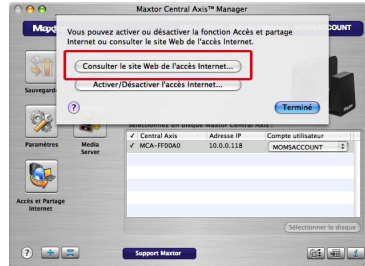 Maxtor Central Axis™ Manager
Vous pouvez activer ou désactiver la fonction Accès et partage
Internet ou consulter le site Web de l'accès Internet.
Consulter le site Web de l'accès Internet...
Activer/Désactiver l'accès Internet...
?
Terminé
COUNT
Sauvegard
Paramètres
Media
Server
Accès et Partage
Internet
✓ Central Axis Adresse IP Compte utilisateur
✓ MCA-FF00A0 10.0.0.118 MOMSACCOUNT
Sélectionner le disque
? Support Maxtor